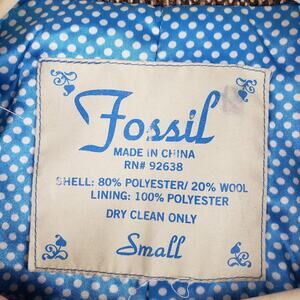 Fossil
MADE IN CHINA
RN# 92638
SHELL: 80% POLYESTER/ 20% WOOL
LINING: 100% POLYESTER
DRY CLEAN ONLY
Small